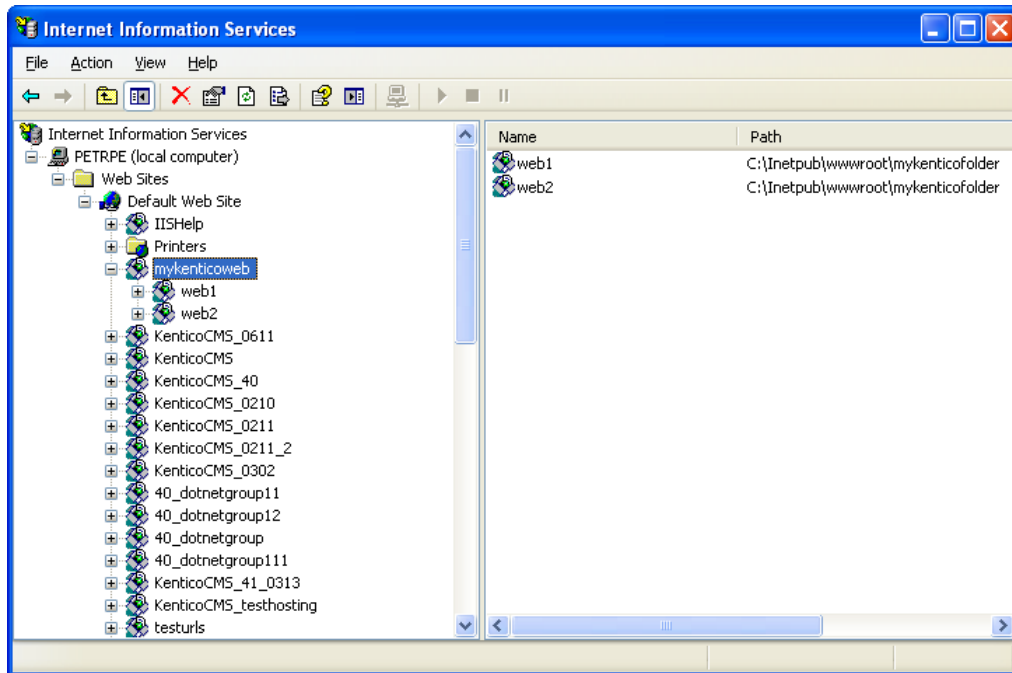 Internet Information Services
File Action View Help
Internet Information Services
PETRPE (local computer)
Web Sites
Default Web Site
IISHelp
Printers
mykenticoweb
web1
web2
KenticoCMS_0611
KenticoCMS
KenticoCMS_40
KenticoCMS_0210
KenticoCMS_0211
KenticoCMS_0211_2
KenticoCMS_0302
40_dotnetgroup11
40_dotnetgroup12
40_dotnetgroup
40_dotnetgroup111
KenticoCMS_41_0313
KenticoCMS_testhosting
testurls
Name Path
web1 C:\Inetpub\wwwroot\mykenticofolder
web2 C:\Inetpub\wwwroot\mykenticofolder